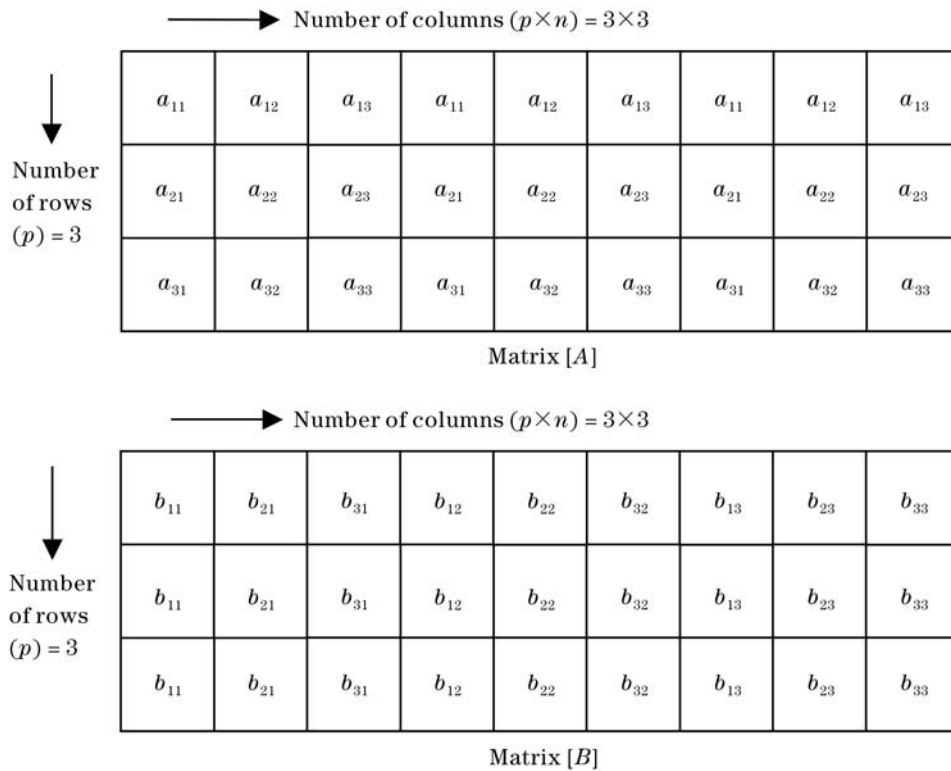 Number of columns (p×n) = 3×3
Number
of rows
(p) = 3
a₁₁ a₁₂ a₁₃ a₁₁ a₁₂ a₁₃ a₁₁ a₁₂ a₁₃
a₂₁ a₂₂ a₂₃ a₂₁ a₂₂ a₂₃ a₂₁ a₂₂ a₂₃
a₃₁ a₃₂ a₃₃ a₃₁ a₃₂ a₃₃ a₃₁ a₃₂ a₃₃
Matrix [A]
Number of columns (p×n) = 3×3
Number
of rows
(p) = 3
b₁₁ b₂₁ b₃₁ b₁₂ b₂₂ b₃₂ b₁₃ b₂₃ b₃₃
b₁₁ b₂₁ b₃₁ b₁₂ b₂₂ b₃₂ b₁₃ b₂₃ b₃₃
b₁₁ b₂₁ b₃₁ b₁₂ b₂₂ b₃₂ b₁₃ b₂₃ b₃₃
Matrix [B]